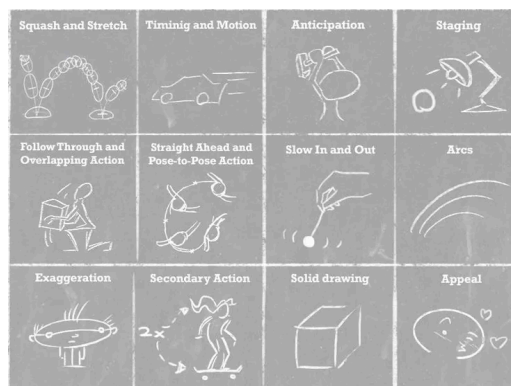 Squash and Stretch
Timinig and Motion
Anticipation
Staging
Follow Through and
Overlapping Action
Straight Ahead and
Pose-to-Pose Action
Slow In and Out
Arcs
Exaggeration
Secondary Action
Solid drawing
Appeal
2x